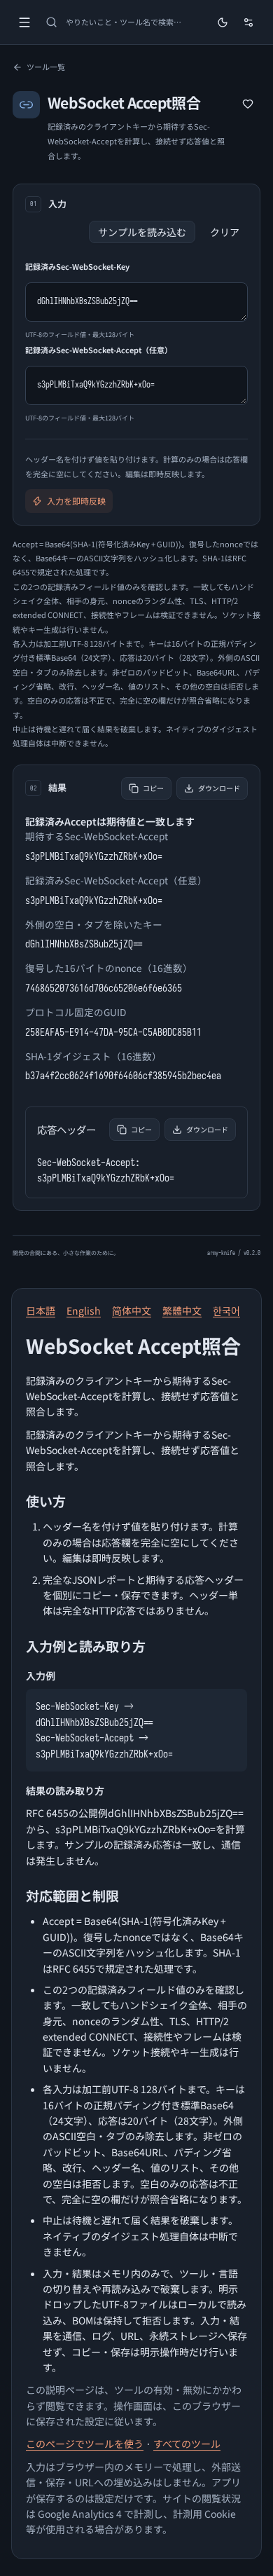 やりたいこと・ツール名で検索…
ツール一覧
WebSocket Accept照合
記録済みのクライアントキーから期待するSec-
WebSocket-Acceptを計算し、接続せず応答値と照
合します。
01 入力
サンプルを読み込む クリア
記録済みSec-WebSocket-Key
dGhlIHNhbXBsZSBub25jZQ==
UTF-8のフィールド値・最大128バイト
記録済みSec-WebSocket-Accept（任意）
s3pPLMBiTxaQ9kYGzzhZRbK+xOo=
UTF-8のフィールド値・最大128バイト
ヘッダー名を付けず値を貼り付けます。計算のみの場合は応答欄
を完全に空にしてください。編集は即時反映します。
入力を即時反映
Accept = Base64(SHA-1(符号化済みKey + GUID))。復号したnonceでは
なく、Base64キーのASCII文字列をハッシュ化します。SHA-1はRFC
6455で規定された処理です。
この2つの記録済みフィールド値のみを確認します。一致してもハンド
シェイク全体、相手の身元、nonceのランダム性、TLS、HTTP/2
extended CONNECT、接続性やフレームは検証できません。ソケット接
続やキー生成は行いません。
各入力は加工前UTF-8 128バイトまで。キーは16バイトの正規パディン
グ付き標準Base64（24文字）、応答は20バイト（28文字）。外側のASCII
空白・タブのみ除去します。非ゼロのパッドビット、Base64URL、パディ
ング省略、改行、ヘッダー名、値のリスト、その他の空白は拒否しま
す。空白のみの応答は不正で、完全に空の欄だけが照合省略になりま
す。
中止は待機と遅れて届く結果を破棄します。ネイティブのダイジェスト
処理自体は中断できません。
02 結果 コピー ダウンロード
記録済みAcceptは期待値と一致します
期待するSec-WebSocket-Accept
s3pPLMBiTxaQ9kYGzzhZRbK+xOo=
記録済みSec-WebSocket-Accept（任意）
s3pPLMBiTxaQ9kYGzzhZRbK+xOo=
外側の空白・タブを除いたキー
dGhlIHNhbXBsZSBub25jZQ==
復号した16バイトのnonce（16進数）
7468652073616d706c65206e6f6e6365
プロトコル固定のGUID
258EAFA5-E914-47DA-95CA-C5AB0DC85B11
SHA-1ダイジェスト（16進数）
b37a4f2cc0624f1690f64606cf385945b2bec4ea
応答ヘッダー コピー ダウンロード
Sec-WebSocket-Accept:
s3pPLMBiTxaQ9kYGzzhZRbK+xOo=
開発の合間にある、小さな作業のために。 army-knife / v0.2.0
日本語 English 简体中文 繁體中文 한국어
WebSocket Accept照合
記録済みのクライアントキーから期待するSec-
WebSocket-Acceptを計算し、接続せず応答値と
照合します。
記録済みのクライアントキーから期待するSec-
WebSocket-Acceptを計算し、接続せず応答値と
照合します。
使い方
1. ヘッダー名を付けず値を貼り付けます。計算
のみの場合は応答欄を完全に空にしてくださ
い。編集は即時反映します。
2. 完全なJSONレポートと期待する応答ヘッダー
を個別にコピー・保存できます。ヘッダー単
体は完全なHTTP応答ではありません。
入力例と読み取り方
入力例
Sec-WebSocket-Key →
dGhlIHNhbXBsZSBub25jZQ==
Sec-WebSocket-Accept →
s3pPLMBiTxaQ9kYGzzhZRbK+xOo=
結果の読み取り方
RFC 6455の公開例dGhlIHNhbXBsZSBub25jZQ==
から、s3pPLMBiTxaQ9kYGzzhZRbK+xOo=を計算
します。サンプルの記録済み応答は一致し、通信
は発生しません。
対応範囲と制限
• Accept = Base64(SHA-1(符号化済みKey +
GUID))。復号したnonceではなく、Base64キー
のASCII文字列をハッシュ化します。SHA-1
はRFC 6455で規定された処理です。
• この2つの記録済みフィールド値のみを確認し
ます。一致してもハンドシェイク全体、相手の
身元、nonceのランダム性、TLS、HTTP/2
extended CONNECT、接続性やフレームは検
証できません。ソケット接続やキー生成は行
いません。
• 各入力は加工前UTF-8 128バイトまで。キーは
16バイトの正規パディング付き標準Base64
（24文字）、応答は20バイト（28文字）。外側
のASCII空白・タブのみ除去します。非ゼロの
パッドビット、Base64URL、パディング省
略、改行、ヘッダー名、値のリスト、その他
の空白は拒否します。空白のみの応答は不正
で、完全に空の欄だけが照合省略になります。
• 中止は待機と遅れて届く結果を破棄します。
ネイティブのダイジェスト処理自体は中断で
きません。
• 入力・結果はメモリ内のみで、ツール・言語
の切り替えや再読み込みで破棄します。明示
ドロップしたUTF-8ファイルはローカルで読み
込み、BOMは保持して拒否します。入力・結
果を通信、ログ、URL、永続ストレージへ保存
せず、コピー・保存は明示操作時だけ行いま
す。
この説明ページは、ツールの有効・無効にかかわ
らず閲覧できます。操作画面は、このブラウザー
に保存された設定に従います。
このページでツールを使う · すべてのツール
入力はブラウザー内のメモリーで処理し、外部送
信・保存・URLへの埋め込みはしません。アプリ
が保存するのは設定だけです。サイトの閲覧状況
は Google Analytics 4 で計測し、計測用 Cookie
等が使用される場合があります。